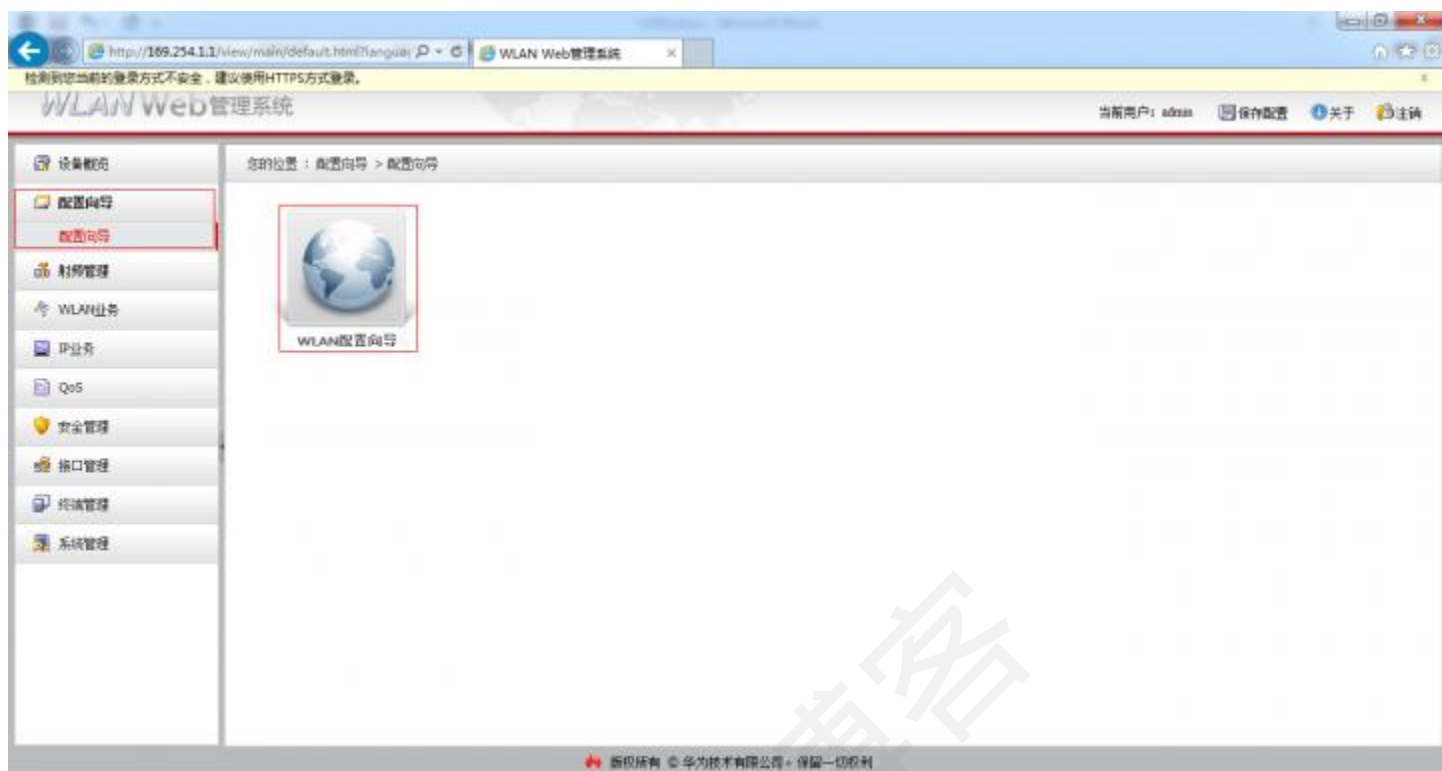 http://169.254.1.1/view/main/default.html?languag
WLAN Web管理系统
检测到您当前的登录方式不安全，建议使用HTTPS方式登录。
WLAN Web管理系统
当前用户：admin 保存配置 关于 注销
设备概览
您的位置：配置向导 > 配置向导
配置向导
配置向导
射频管理
WLAN业务
IP业务
QoS
安全管理
接口管理
终端管理
系统管理
WLAN配置向导
版权所有 © 华为技术有限公司。保留一切权利